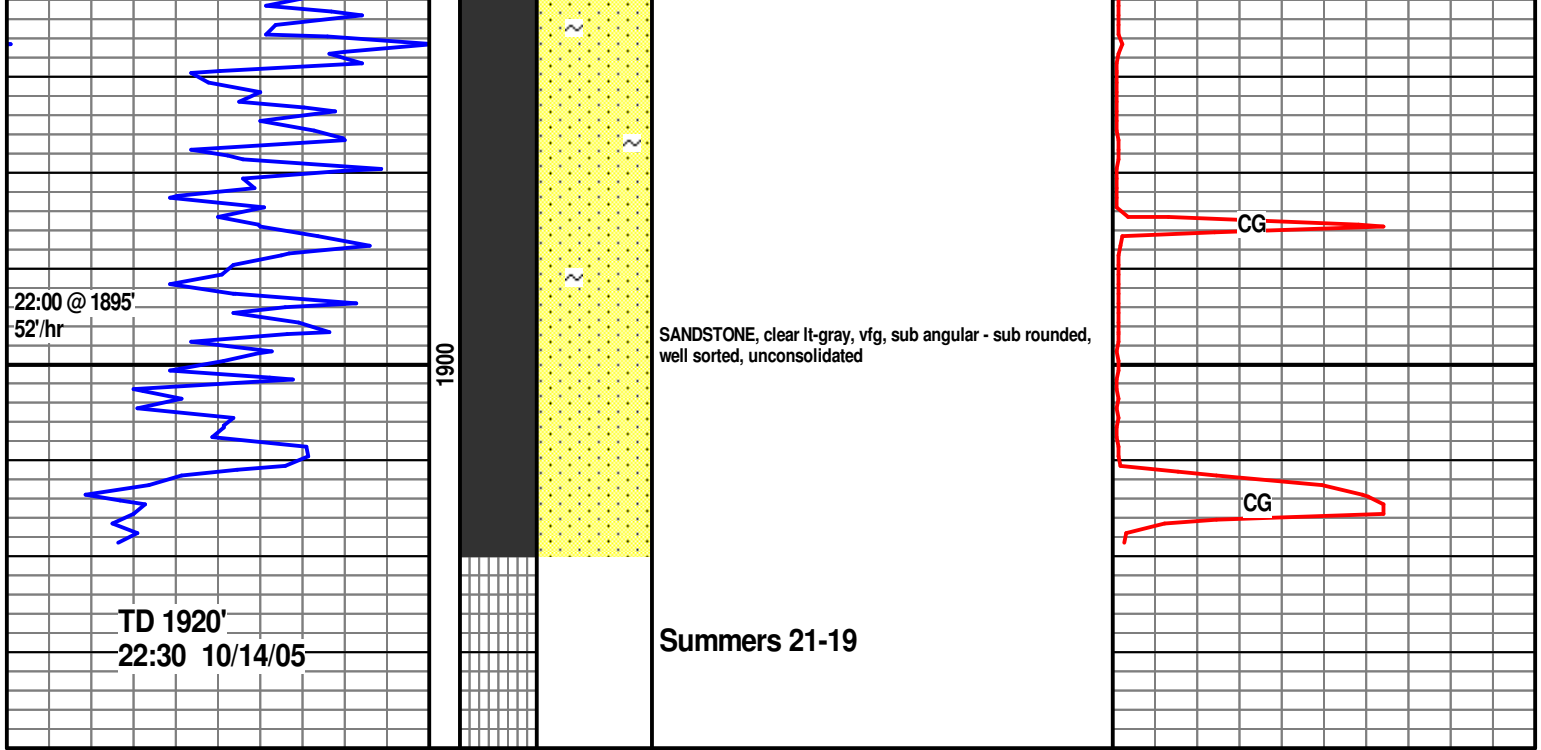 CG
22:00 @ 1895'
52'/hr
SANDSTONE, clear lt-gray, vfg, sub angular - sub rounded,
well sorted, unconsolidated
1900
CG
TD 1920'
22:30 10/14/05
Summers 21-19